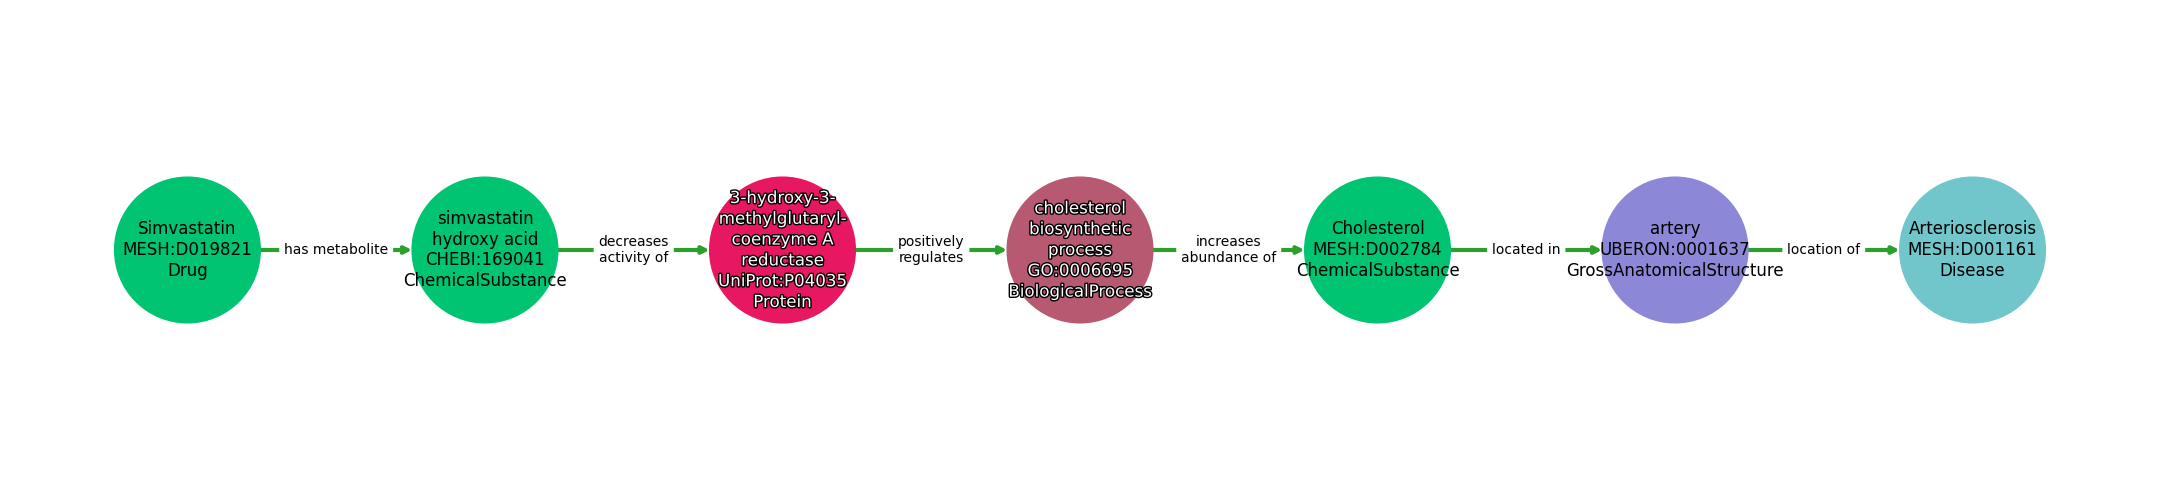 Simvastatin
MESH:D019821
Drug
has metabolite
simvastatin
hydroxy acid
CHEBI:169041
ChemicalSubstance
decreases
activity of
3-hydroxy-3-
methylglutaryl-
coenzyme A
reductase
UniProt:P04035
Protein
positively
regulates
cholesterol
biosynthetic
process
GO:0006695
BiologicalProcess
increases
abundance of
Cholesterol
MESH:D002784
ChemicalSubstance
located in
artery
UBERON:0001637
GrossAnatomicalStructure
location of
Arteriosclerosis
MESH:D001161
Disease